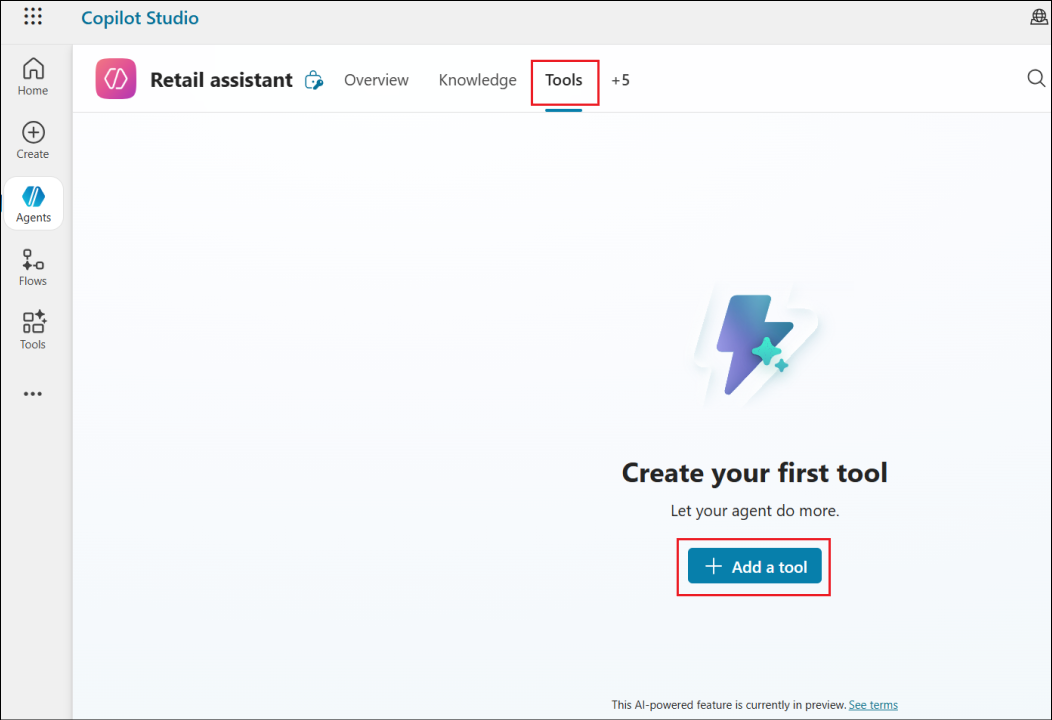 Copilot Studio
Home
Create
Agents
Flows
Tools
Retail assistant Overview Knowledge Tools +5
Create your first tool
Let your agent do more.
Add a tool
This AI-powered feature is currently in preview. See terms